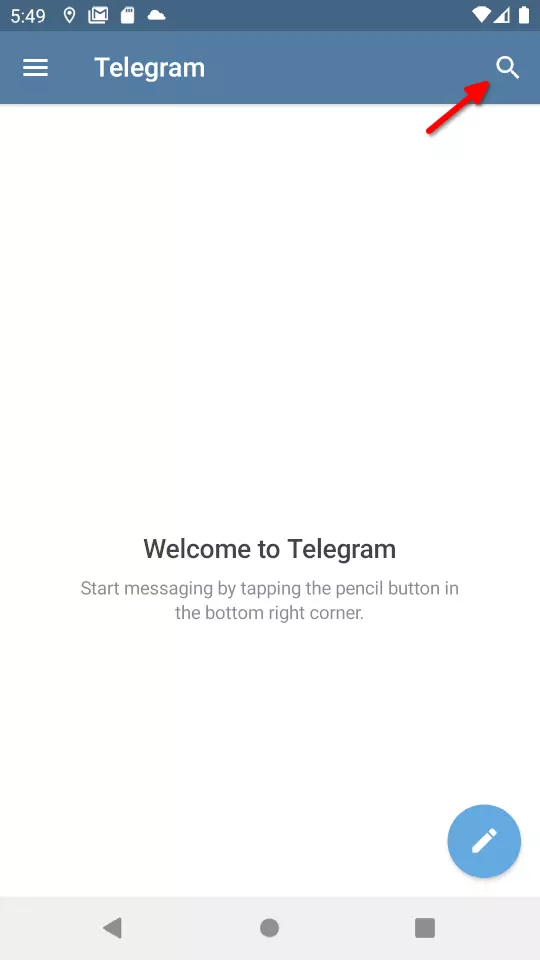 5:49
Telegram
Welcome to Telegram
Start messaging by tapping the pencil button in
the bottom right corner.